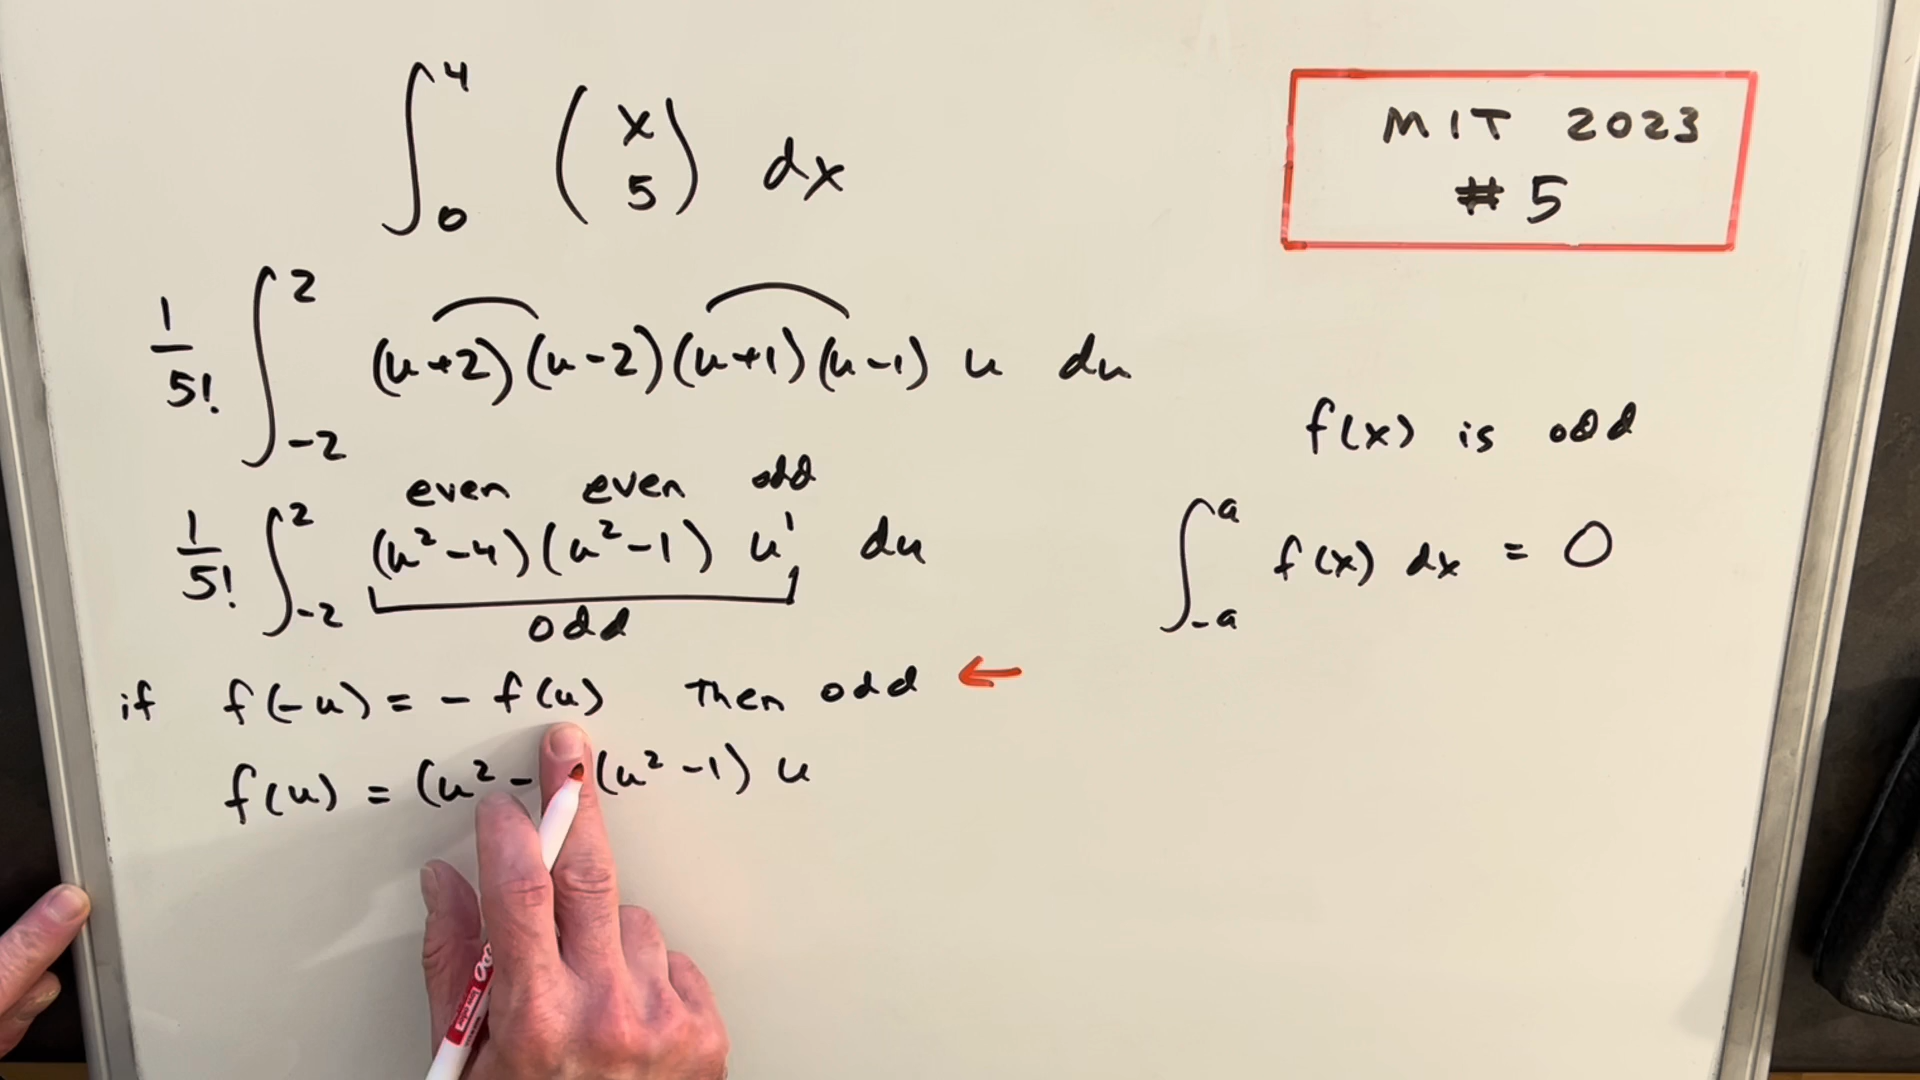 ∫₀⁴ (x 5) dx
MIT 2023
#5
1/5! ∫₋₂² (u+2)(u-2)(u+1)(u-1) u du
even even odd
1/5! ∫₋₂² (u²-4)(u²-1) u¹ du
odd
if f(-u) = - f(u) then odd ←
f(u) = (u² - (u²-1) u
f(x) is odd
∫₋ₐᵃ f(x) dx = 0